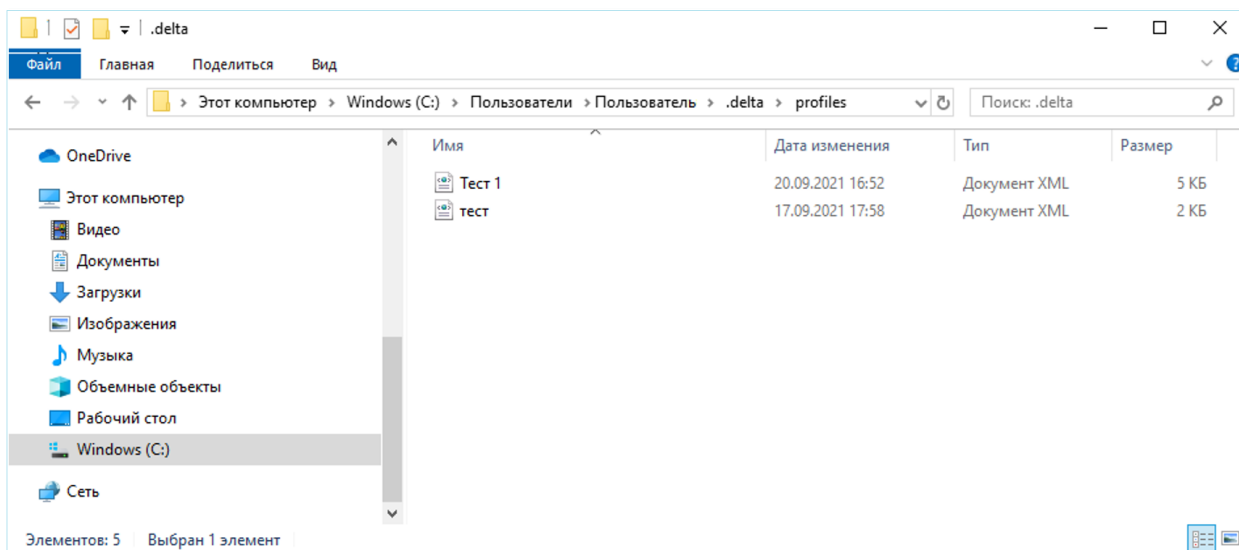 .delta
Файл Главная Поделиться Вид
Этот компьютер > Windows (C:) > Пользователи > Пользователь > .delta > profiles Поиск: .delta
Имя Дата изменения Тип Размер
OneDrive
Тест 1 20.09.2021 16:52 Документ XML 5 КБ
Этот компьютер
тест 17.09.2021 17:58 Документ XML 2 КБ
Видео
Документы
Загрузки
Изображения
Музыка
Объемные объекты
Рабочий стол
Windows (C:)
Сеть
Элементов: 5 Выбран 1 элемент